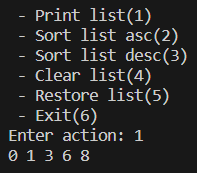 - Print list(1)
- Sort list asc(2)
- Sort list desc(3)
- Clear list(4)
- Restore list(5)
- Exit(6)
Enter action: 1
0 1 3 6 8